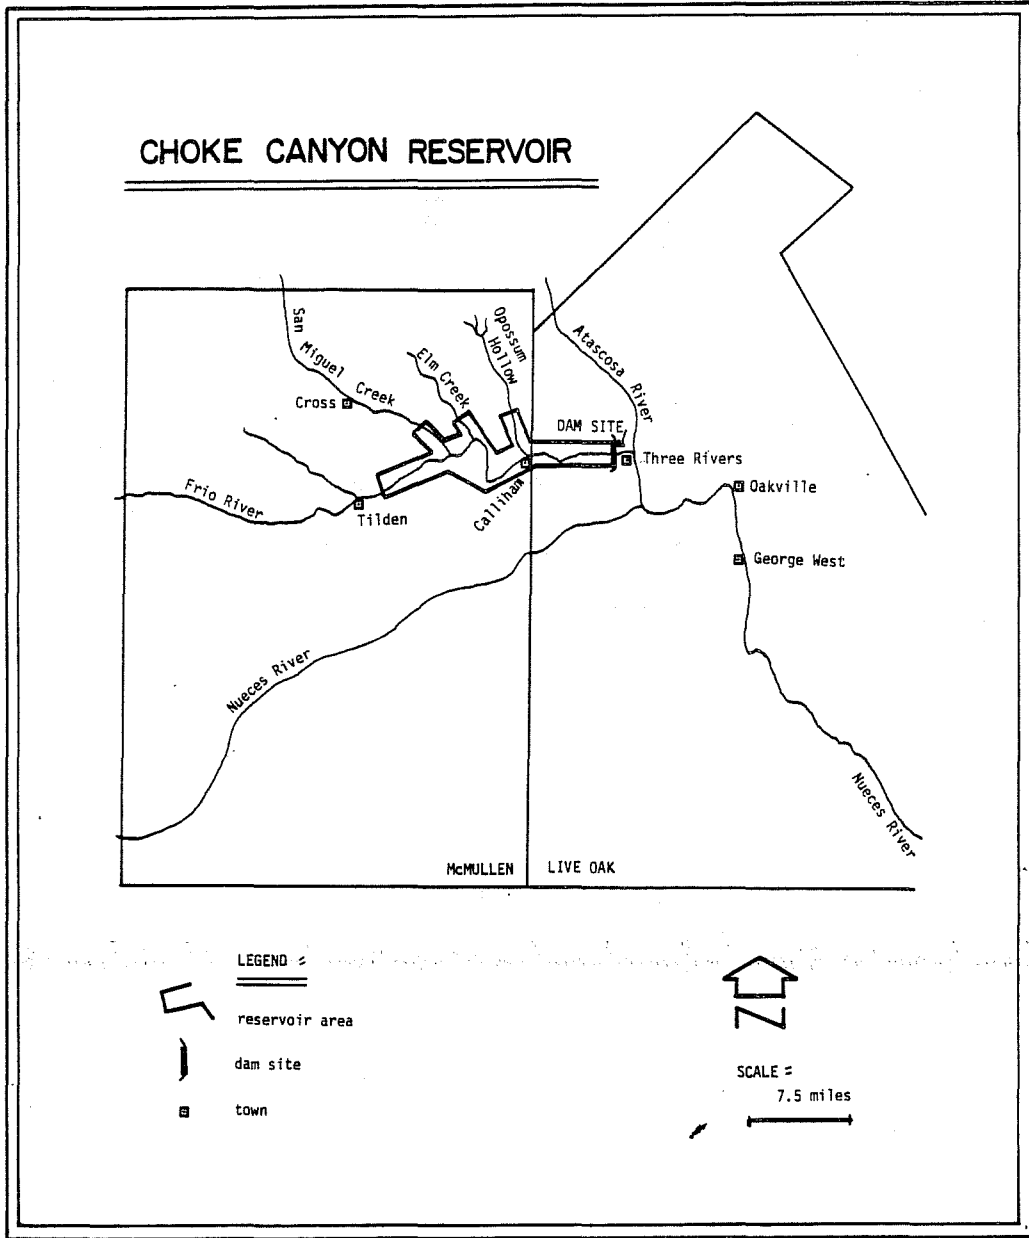 CHOKE CANYON RESERVOIR
San
Miguel
Creek
Elm Creek
Opossum
Hollow
Atascosa River
Cross
DAM SITE
Three Rivers
Frio River
Tilden
Calliham
Oakville
George West
Nueces River
Nueces River
McMULLEN
LIVE OAK
LEGEND =
reservoir area
dam site
town
N
SCALE =
7.5 miles